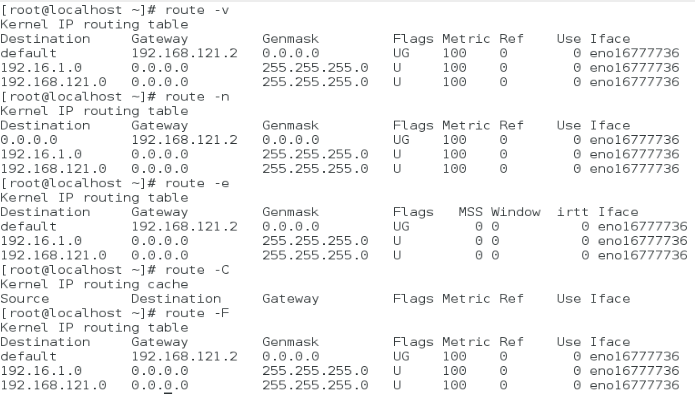 [root@localhost ~]# route -v
Kernel IP routing table
Destination     Gateway         Genmask         Flags Metric Ref    Use Iface
default         192.168.121.2   0.0.0.0         UG    100    0        0 eno16777736
192.16.1.0      0.0.0.0         255.255.255.0   U     100    0        0 eno16777736
192.168.121.0   0.0.0.0         255.255.255.0   U     100    0        0 eno16777736
[root@localhost ~]# route -n
Kernel IP routing table
Destination     Gateway         Genmask         Flags Metric Ref    Use Iface
0.0.0.0         192.168.121.2   0.0.0.0         UG    100    0        0 eno16777736
192.16.1.0      0.0.0.0         255.255.255.0   U     100    0        0 eno16777736
192.168.121.0   0.0.0.0         255.255.255.0   U     100    0        0 eno16777736
[root@localhost ~]# route -e
Kernel IP routing table
Destination     Gateway         Genmask         Flags   MSS Window  irtt Iface
default         192.168.121.2   0.0.0.0         UG        0 0          0 eno16777736
192.16.1.0      0.0.0.0         255.255.255.0   U         0 0          0 eno16777736
192.168.121.0   0.0.0.0         255.255.255.0   U         0 0          0 eno16777736
[root@localhost ~]# route -C
Kernel IP routing cache
Source          Destination     Gateway         Flags Metric Ref    Use Iface
[root@localhost ~]# route -F
Kernel IP routing table
Destination     Gateway         Genmask         Flags Metric Ref    Use Iface
default         192.168.121.2   0.0.0.0         UG    100    0        0 eno16777736
192.16.1.0      0.0.0.0         255.255.255.0   U     100    0        0 eno16777736
192.168.121.0   0.0.0.0         255.255.255.0   U     100    0        0 eno16777736